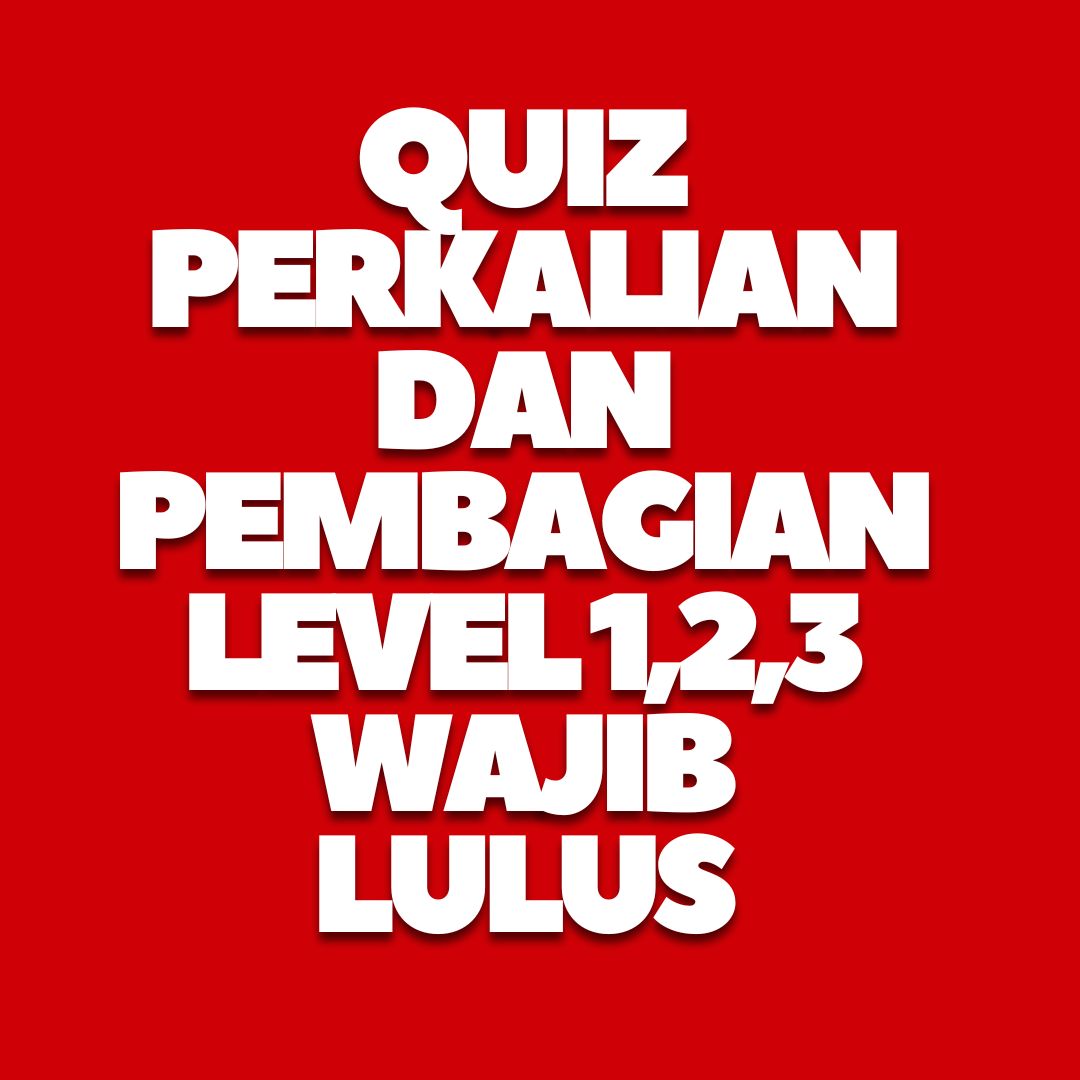 QUIZ
PERKALIAN
DAN
PEMBAGIAN
LEVEL 1,2,3
WAJIB
LULUS